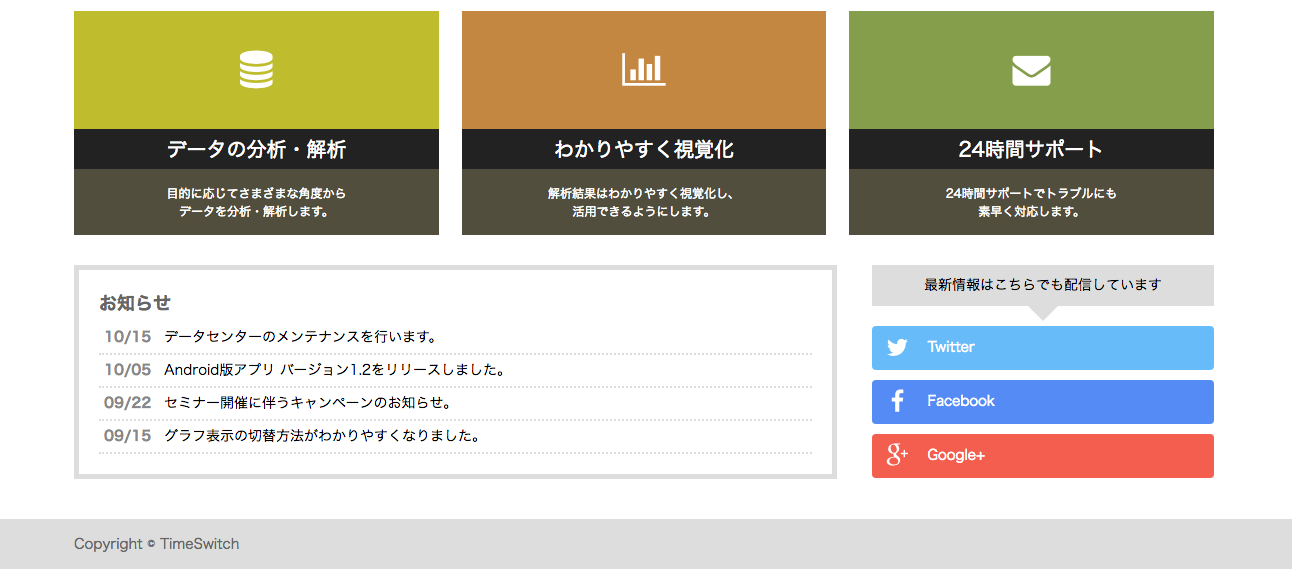 データの分析・解析
目的に応じてさまざまな角度から
データを分析・解析します。
わかりやすく視覚化
解析結果はわかりやすく視覚化し、
活用できるようにします。
24時間サポート
24時間サポートでトラブルにも
素早く対応します。
お知らせ
10/15 データセンターのメンテナンスを行います。
10/05 Android版アプリ バージョン1.2をリリースしました。
09/22 セミナー開催に伴うキャンペーンのお知らせ。
09/15 グラフ表示の切替方法がわかりやすくなりました。
最新情報はこちらでも配信しています
Twitter
Facebook
Google+
Copyright © TimeSwitch